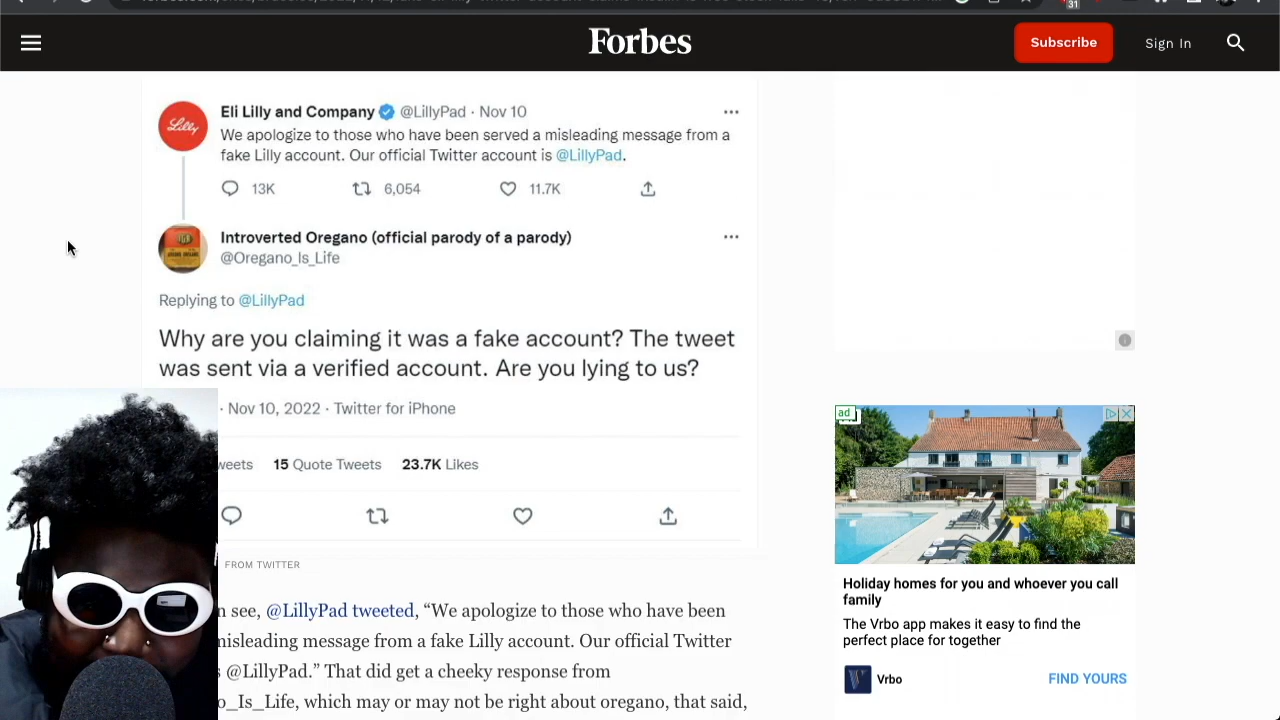 31
Forbes
Subscribe
Sign In
Lilly
Eli Lilly and Company @LillyPad · Nov 10
We apologize to those who have been served a misleading message from a
fake Lilly account. Our official Twitter account is @LillyPad.
13K 6,054 11.7K
Introverted Oregano (official parody of a parody)
@Oregano_Is_Life
Replying to @LillyPad
Why are you claiming it was a fake account? The tweet
was sent via a verified account. Are you lying to us?
· Nov 10, 2022 · Twitter for iPhone
weets 15 Quote Tweets 23.7K Likes
FROM TWITTER
n see, @LillyPad tweeted, “We apologize to those who have been
misleading message from a fake Lilly account. Our official Twitter
s @LillyPad.” That did get a cheeky response from
o_Is_Life, which may or may not be right about oregano, that said,
ad
Holiday homes for you and whoever you call
family
The Vrbo app makes it easy to find the
perfect place for together
Vrbo
FIND YOURS